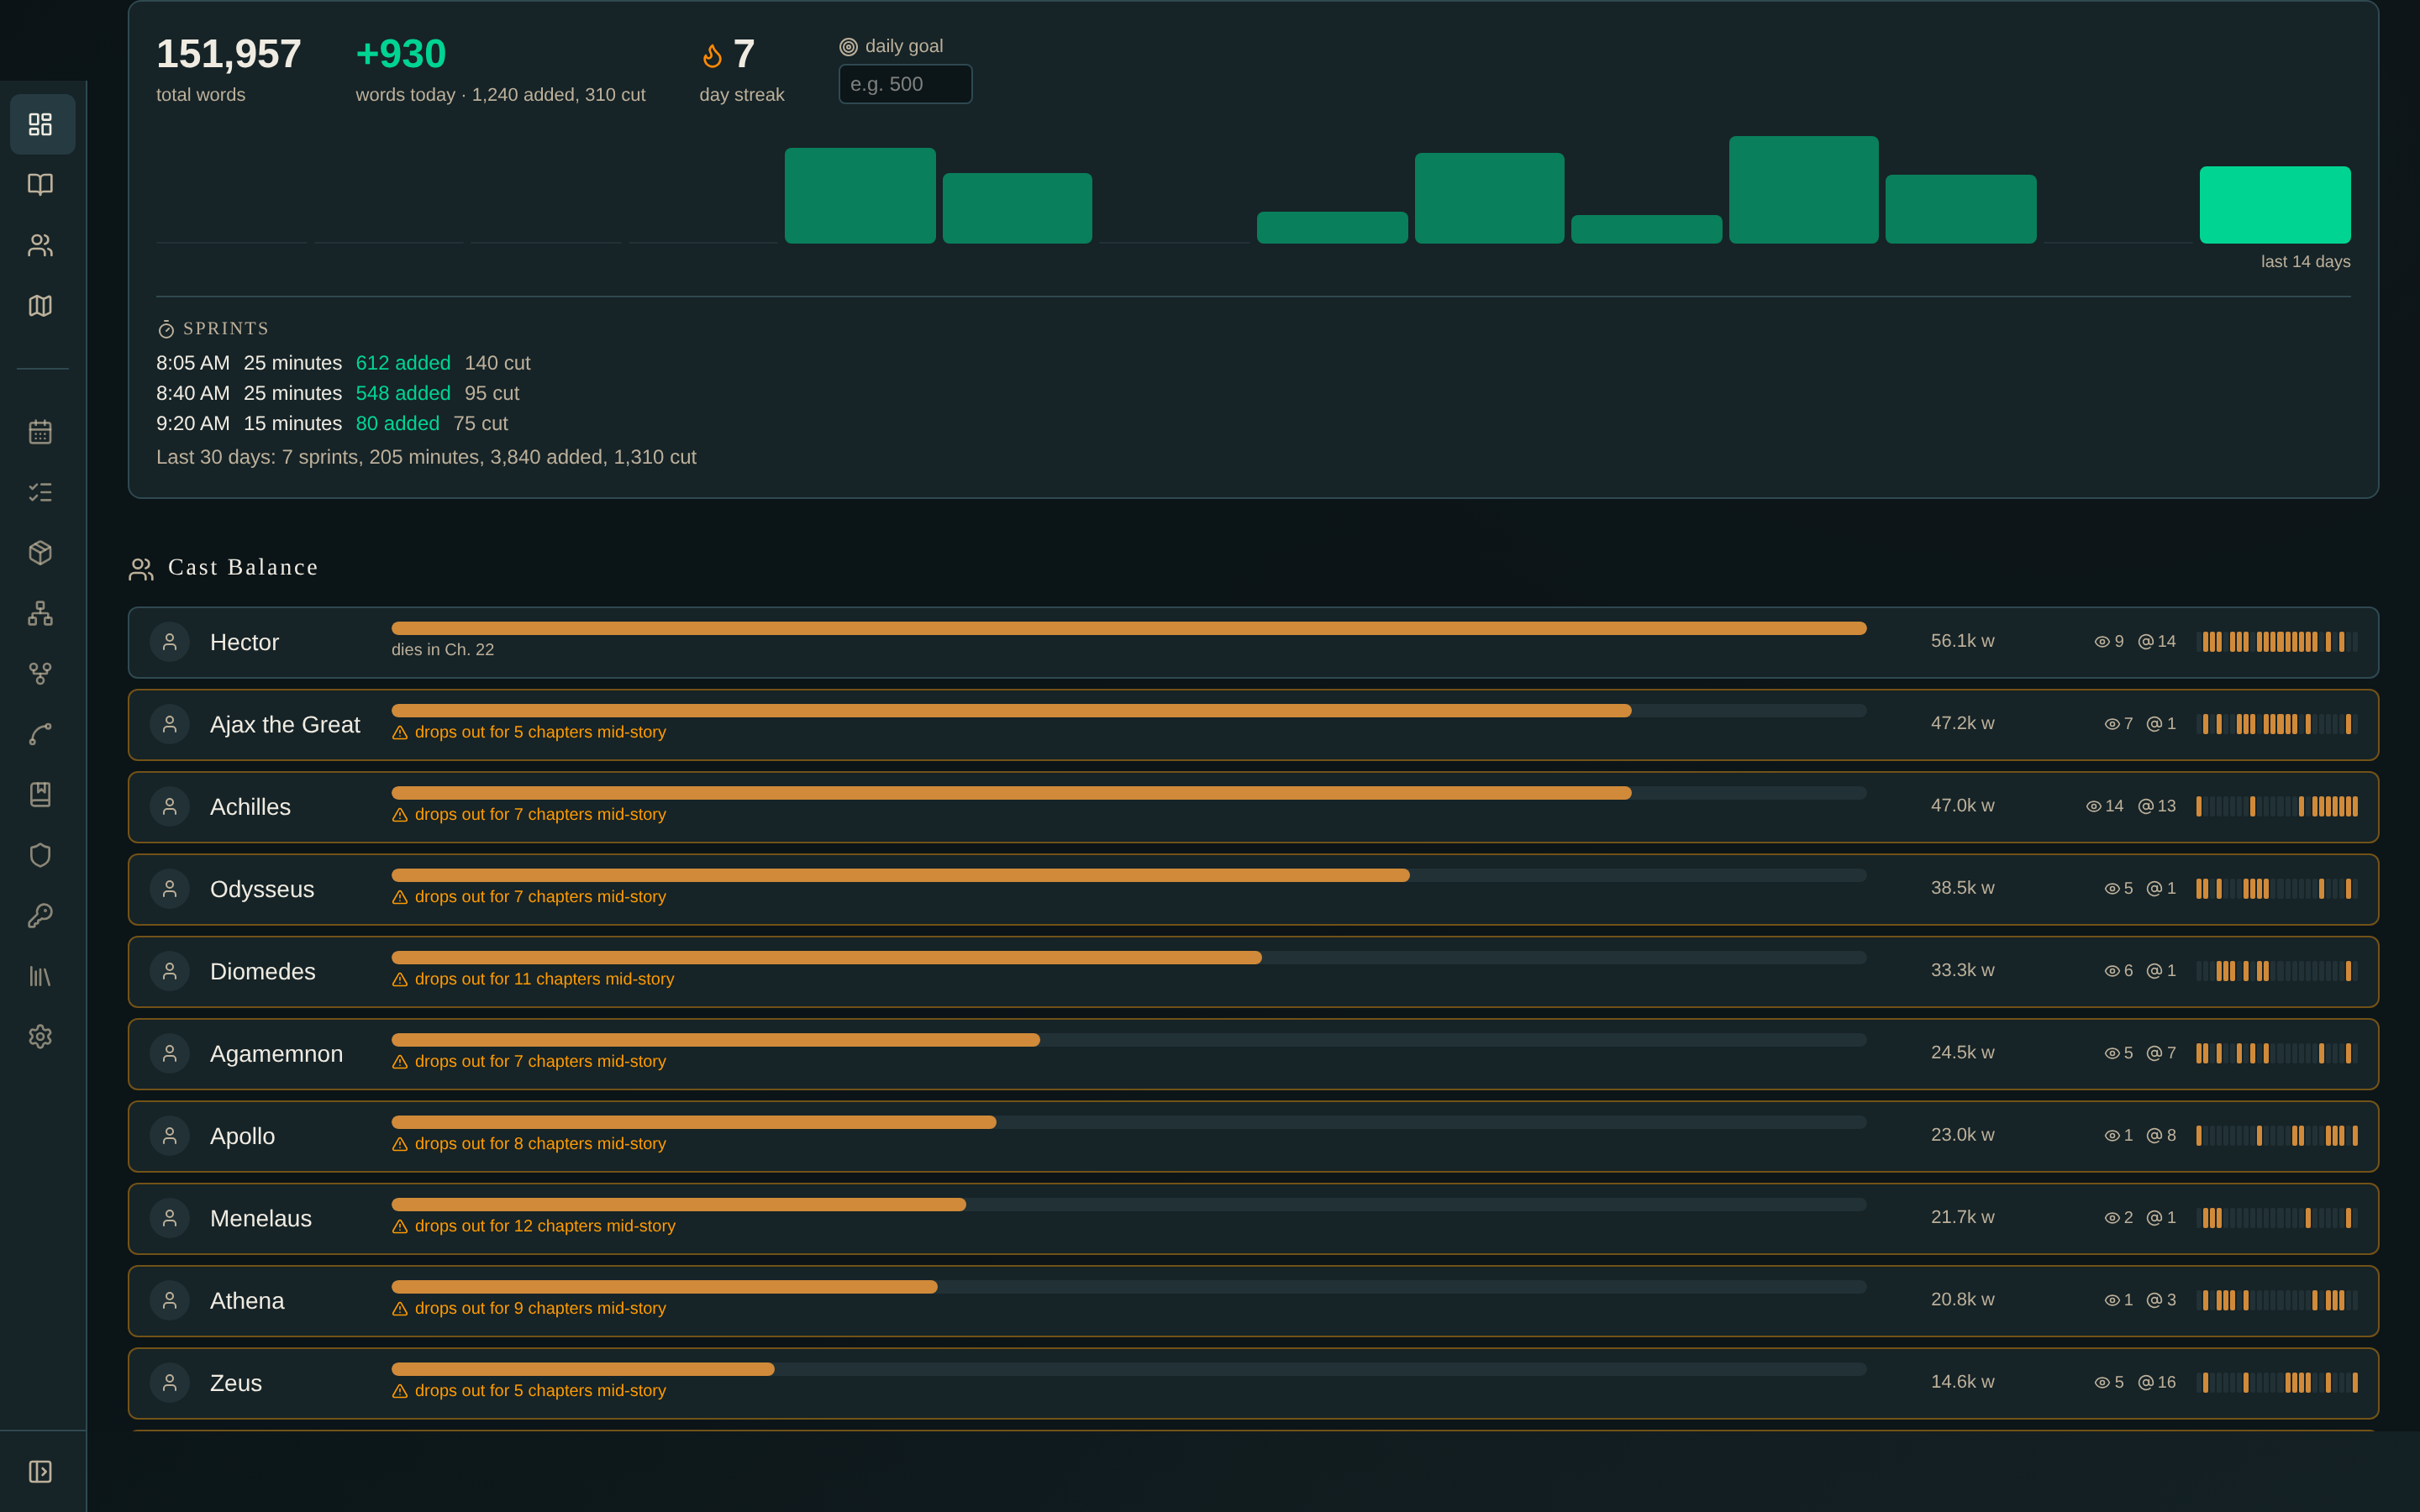 151,957
total words
+930
words today · 1,240 added, 310 cut
7
day streak
daily goal
e.g. 500
last 14 days
SPRINTS
8:05 AM 25 minutes 612 added 140 cut
8:40 AM 25 minutes 548 added 95 cut
9:20 AM 15 minutes 80 added 75 cut
Last 30 days: 7 sprints, 205 minutes, 3,840 added, 1,310 cut
Cast Balance
Hector
dies in Ch. 22
56.1k w
9 14
Ajax the Great
drops out for 5 chapters mid-story
47.2k w
7 1
Achilles
drops out for 7 chapters mid-story
47.0k w
14 13
Odysseus
drops out for 7 chapters mid-story
38.5k w
5 1
Diomedes
drops out for 11 chapters mid-story
33.3k w
6 1
Agamemnon
drops out for 7 chapters mid-story
24.5k w
5 7
Apollo
drops out for 8 chapters mid-story
23.0k w
1 8
Menelaus
drops out for 12 chapters mid-story
21.7k w
2 1
Athena
drops out for 9 chapters mid-story
20.8k w
1 3
Zeus
drops out for 5 chapters mid-story
14.6k w
5 16